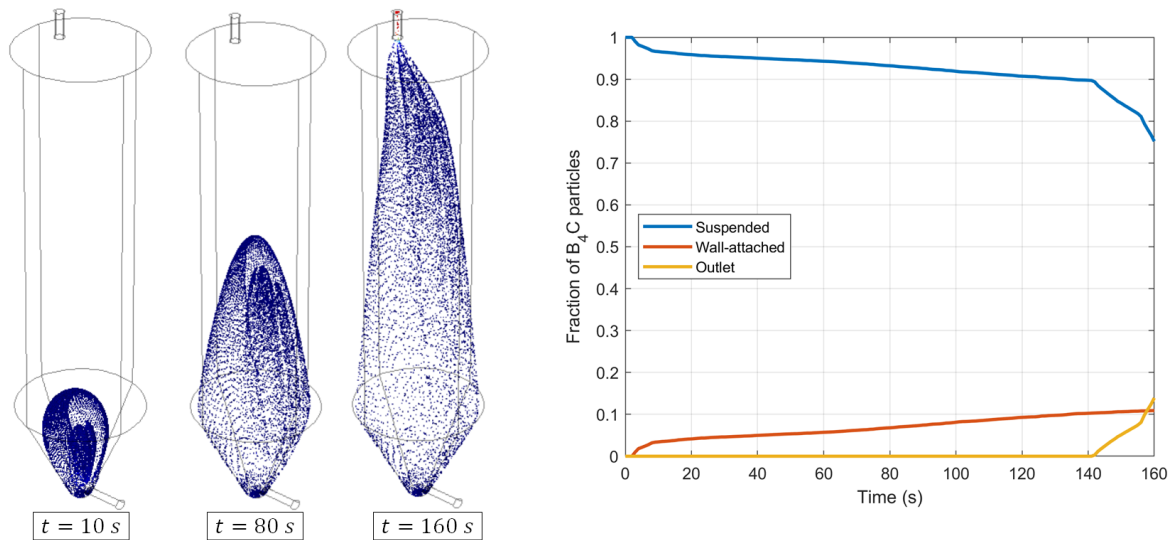 t = 10 s
t = 80 s
t = 160 s
Fraction of B₄C particles
1
0.9
0.8
0.7
0.6
0.5
0.4
0.3
0.2
0.1
0
Suspended
Wall-attached
Outlet
0 20 40 60 80 100 120 140 160
Time (s)